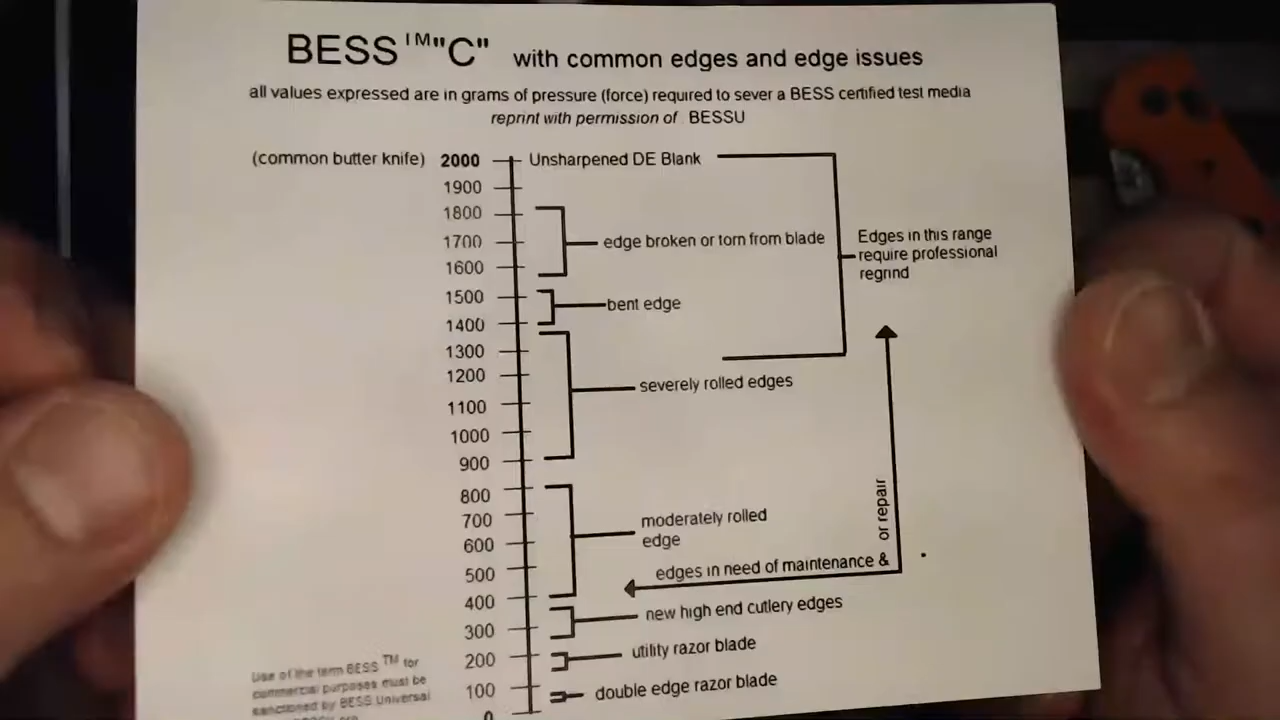 BESS TM "C" with common edges and edge issues
all values expressed are in grams of pressure (force) required to sever a BESS certified test media
reprint with permission of BESSU
(common butter knife) 2000 Unsharpened DE Blank
1900
1800
1700 edge broken or torn from blade
Edges in this range
require professional
regrind
1600
1500 bent edge
1400
1300
1200 severely rolled edges
1100
1000
900
800
700 moderately rolled
edge
600
500 edges in need of maintenance & or repair
400 new high end cutlery edges
300
200 utility razor blade
100 double edge razor blade
0
Use of the term BESS TM for
commercial purposes must be
sanctioned by BESS Universal